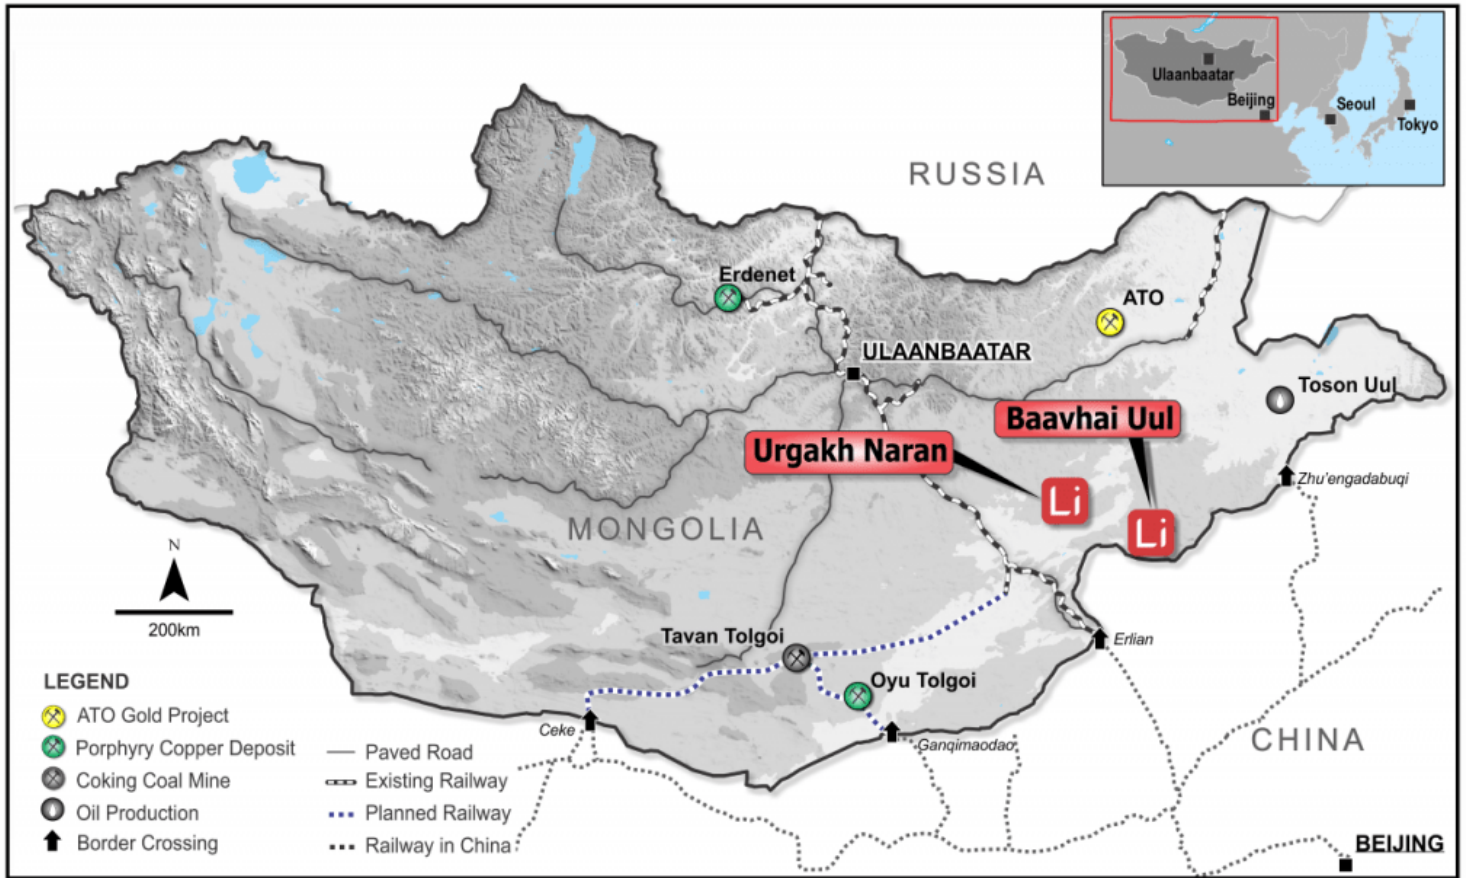 Ulaanbaatar
Beijing
Seoul
Tokyo
RUSSIA
Erdenet
ATO
ULAANBAATAR
Toson Uul
Baavhai Uul
Urgakh Naran
Zhu'engadabuqi
Li
Li
MONGOLIA
N
200km
Tavan Tolgoi
Erlian
Oyu Tolgoi
Ceke
Ganqimaodao
CHINA
LEGEND
ATO Gold Project
Porphyry Copper Deposit
Coking Coal Mine
Oil Production
Border Crossing
Paved Road
Existing Railway
Planned Railway
Railway in China
BEIJING